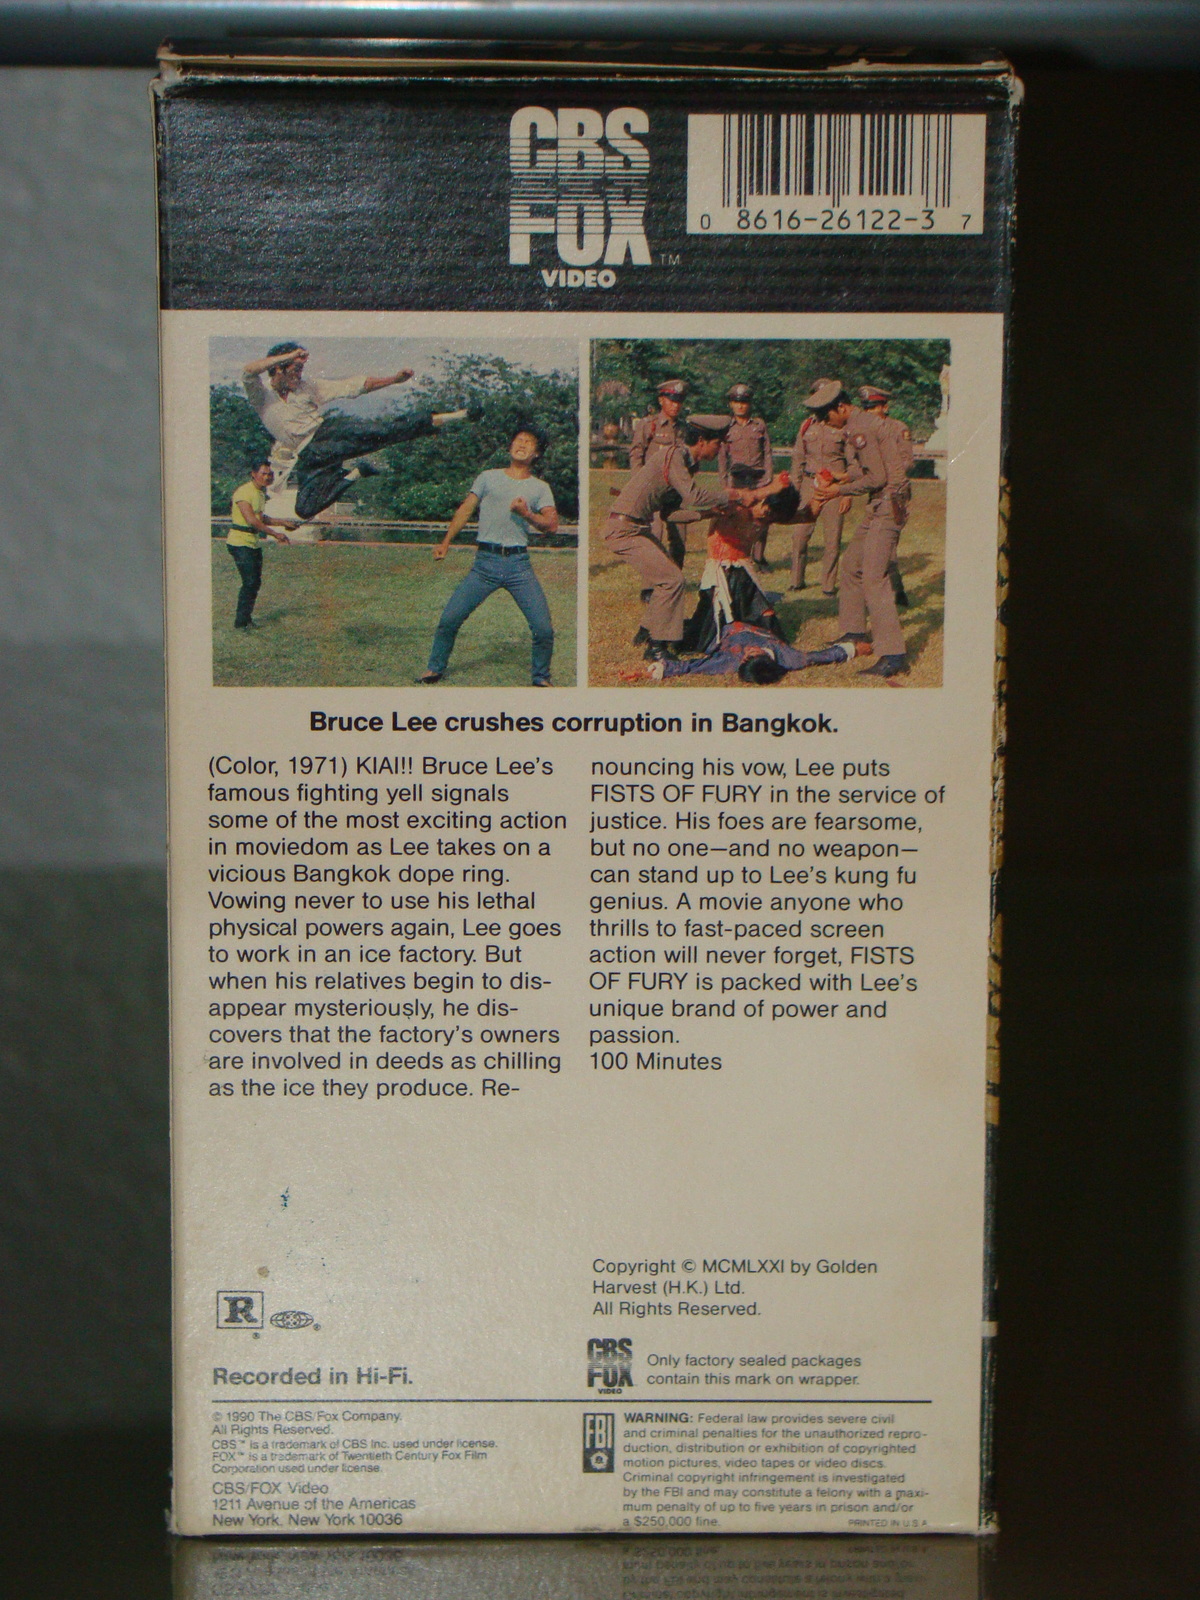 CBS
FOX
VIDEO
TM
0 8616-26122-3 7
Bruce Lee crushes corruption in Bangkok.
(Color, 1971) KIAI!! Bruce Lee's
famous fighting yell signals
some of the most exciting action
in moviedom as Lee takes on a
vicious Bangkok dope ring.
Vowing never to use his lethal
physical powers again, Lee goes
to work in an ice factory. But
when his relatives begin to dis-
appear mysteriously, he dis-
covers that the factory's owners
are involved in deeds as chilling
as the ice they produce. Re-
nouncing his vow, Lee puts
FISTS OF FURY in the service of
justice. His foes are fearsome,
but no one—and no weapon—
can stand up to Lee's kung fu
genius. A movie anyone who
thrills to fast-paced screen
action will never forget, FISTS
OF FURY is packed with Lee's
unique brand of power and
passion.
100 Minutes
Copyright © MCMLXXI by Golden
Harvest (H.K.) Ltd.
All Rights Reserved.
R ®
®
Recorded in Hi-Fi.
CBS
FOX
VIDEO
Only factory sealed packages
contain this mark on wrapper.
© 1990 The CBS/Fox Company.
All Rights Reserved.
CBS™ is a trademark of CBS Inc. used under license.
FOX™ is a trademark of Twentieth Century Fox Film
Corporation used under license.
CBS/FOX Video
1211 Avenue of the Americas
New York, New York 10036
FBI
WARNING: Federal law provides severe civil
and criminal penalties for the unauthorized repro-
duction, distribution or exhibition of copyrighted
motion pictures, video tapes or video discs.
Criminal copyright infringement is investigated
by the FBI and may constitute a felony with a maxi-
mum penalty of up to five years in prison and/or
a $250,000 fine.
PRINTED IN U.S.A.